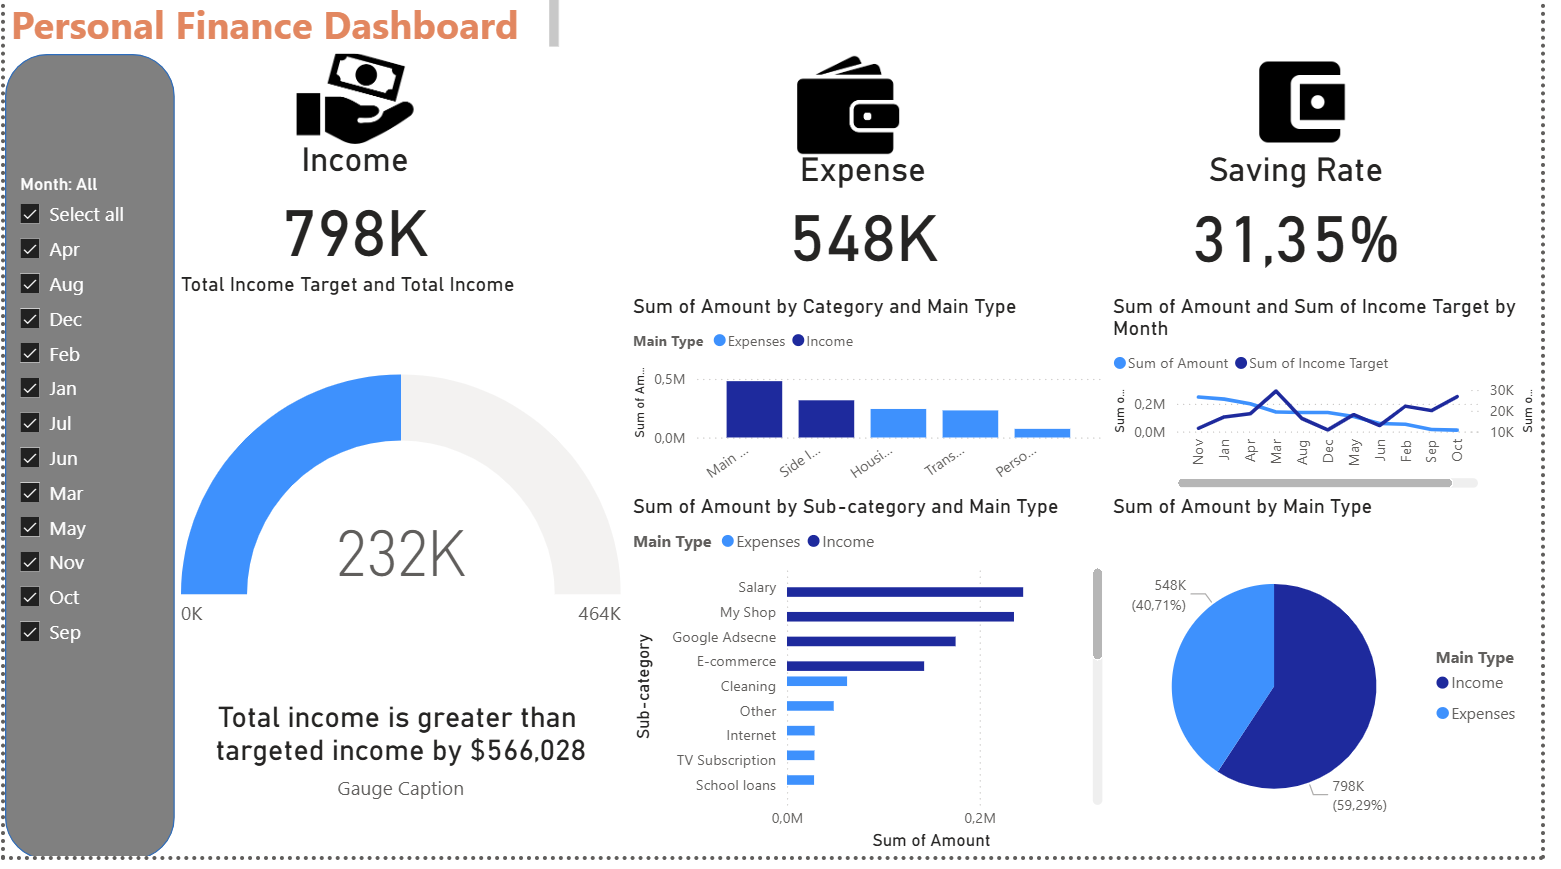 Personal Finance Dashboard
Month: All
Select all
Apr
Aug
Dec
Feb
Jan
Jul
Jun
Mar
May
Nov
Oct
Sep
Income
798K
Total Income Target and Total Income
232K
0K
464K
Total income is greater than
targeted income by $566,028
Gauge Caption
Expense
548K
Sum of Amount by Category and Main Type
Main Type Expenses Income
Sum of Am...
0,5M
0,0M
Main ...
Side I...
Housi...
Trans...
Perso...
Sum of Amount by Sub-category and Main Type
Main Type Expenses Income
Sub-category
Salary
My Shop
Google Adsecne
E-commerce
Cleaning
Other
Internet
TV Subscription
School loans
0,0M
0,2M
Sum of Amount
Saving Rate
31,35%
Sum of Amount and Sum of Income Target by
Month
Sum of Amount Sum of Income Target
Sum o...
0,2M
0,0M
30K
20K
10K
Sum o...
Nov
Jan
Apr
Mar
Aug
Dec
May
Jun
Feb
Sep
Oct
Sum of Amount by Main Type
548K
(40,71%)
798K
(59,29%)
Main Type
Income
Expenses